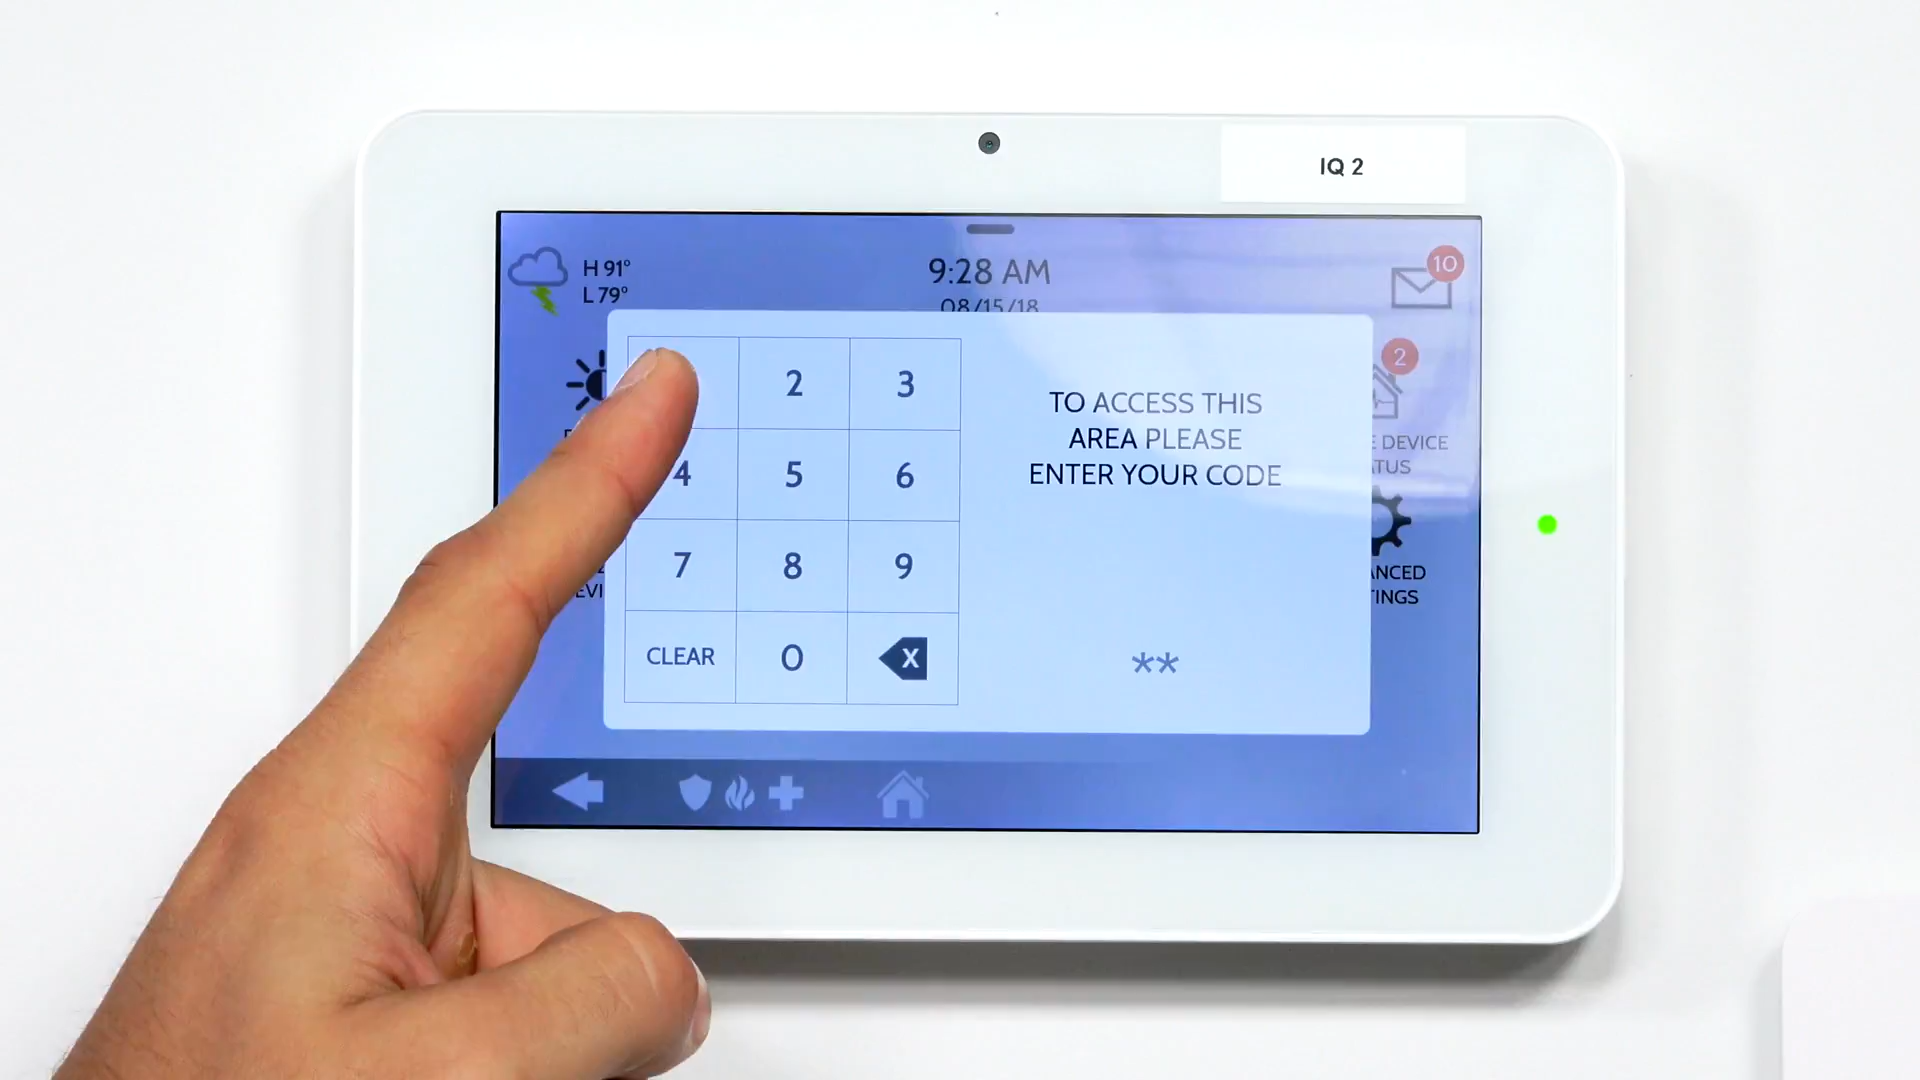 IQ 2
H 91°
L 79°
9:28 AM
08/15/18
10
2
2 3
4 5 6
7 8 9
CLEAR 0 X
TO ACCESS THIS
AREA PLEASE
ENTER YOUR CODE
**
DEVICE